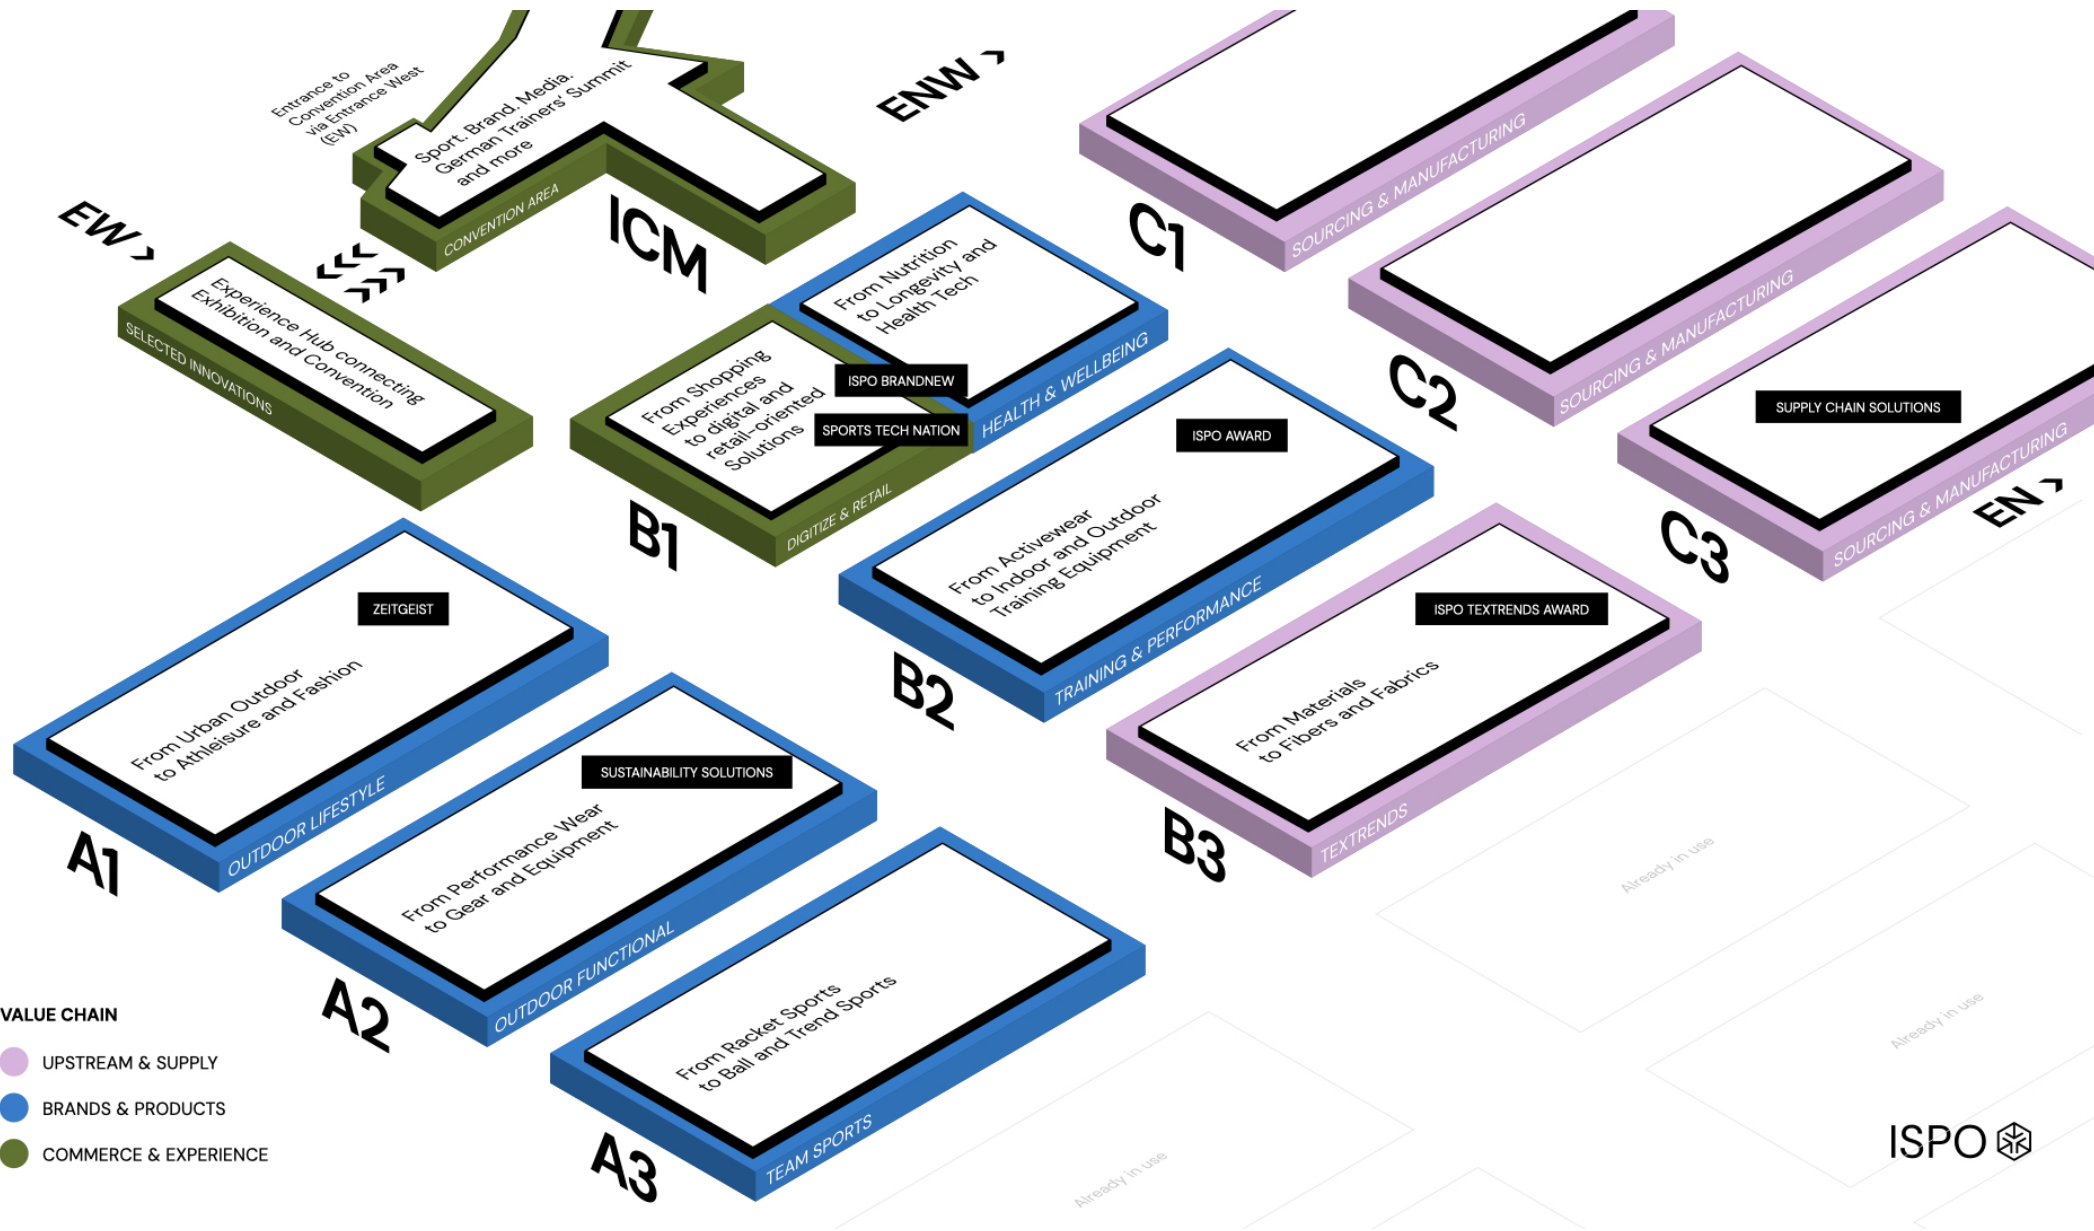 Entrance to
Convention Area
via Entrance West
(EW)
Sport. Brand. Media.
German Trainers' Summit
and more
CONVENTION AREA
ICM
ENW >
EW >
Experience Hub connecting
Exhibition and Convention
SELECTED INNOVATIONS
From Nutrition
to Longevity and
Health Tech
HEALTH & WELLBEING
From Shopping
Experiences
to digital and
retail-oriented
Solutions
ISPO BRANDNEW
SPORTS TECH NATION
DIGITIZE & RETAIL
B1
C1
SOURCING & MANUFACTURING
C2
SOURCING & MANUFACTURING
SUPPLY CHAIN SOLUTIONS
C3
SOURCING & MANUFACTURING
EN >
ISPO AWARD
From Activewear
to Indoor and Outdoor
Training Equipment
TRAINING & PERFORMANCE
B2
ISPO TEXTRENDS AWARD
From Materials
to Fibers and Fabrics
TEXTRENDS
B3
ZEITGEIST
From Urban Outdoor
to Athleisure and Fashion
OUTDOOR LIFESTYLE
A1
SUSTAINABILITY SOLUTIONS
From Performance Wear
to Gear and Equipment
OUTDOOR FUNCTIONAL
A2
From Racket Sports
to Ball and Trend Sports
TEAM SPORTS
A3
Already in use
Already in use
Already in use
VALUE CHAIN
UPSTREAM & SUPPLY
BRANDS & PRODUCTS
COMMERCE & EXPERIENCE
ISPO